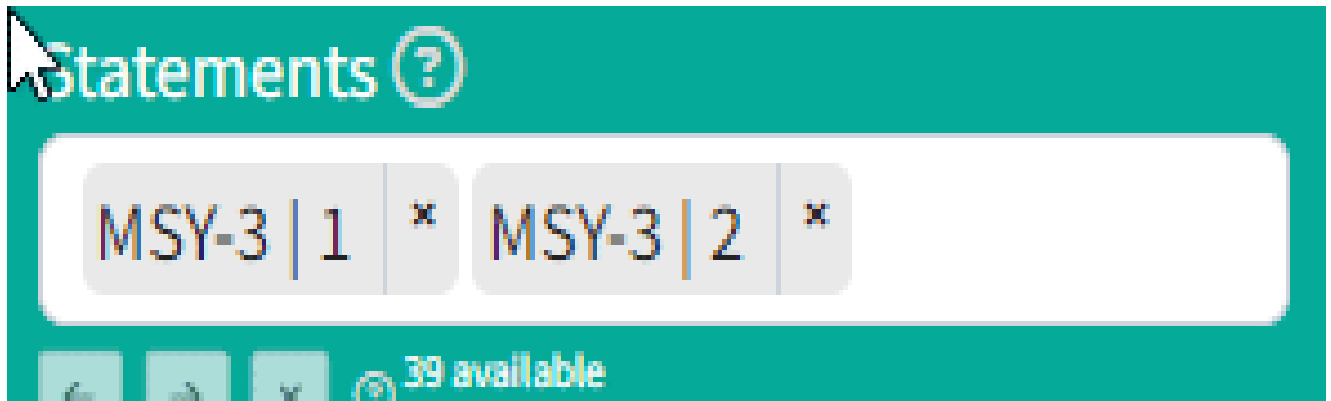 Statements ?
MSY-3 | 1 × MSY-3 | 2 ×
← → x ? 39 available